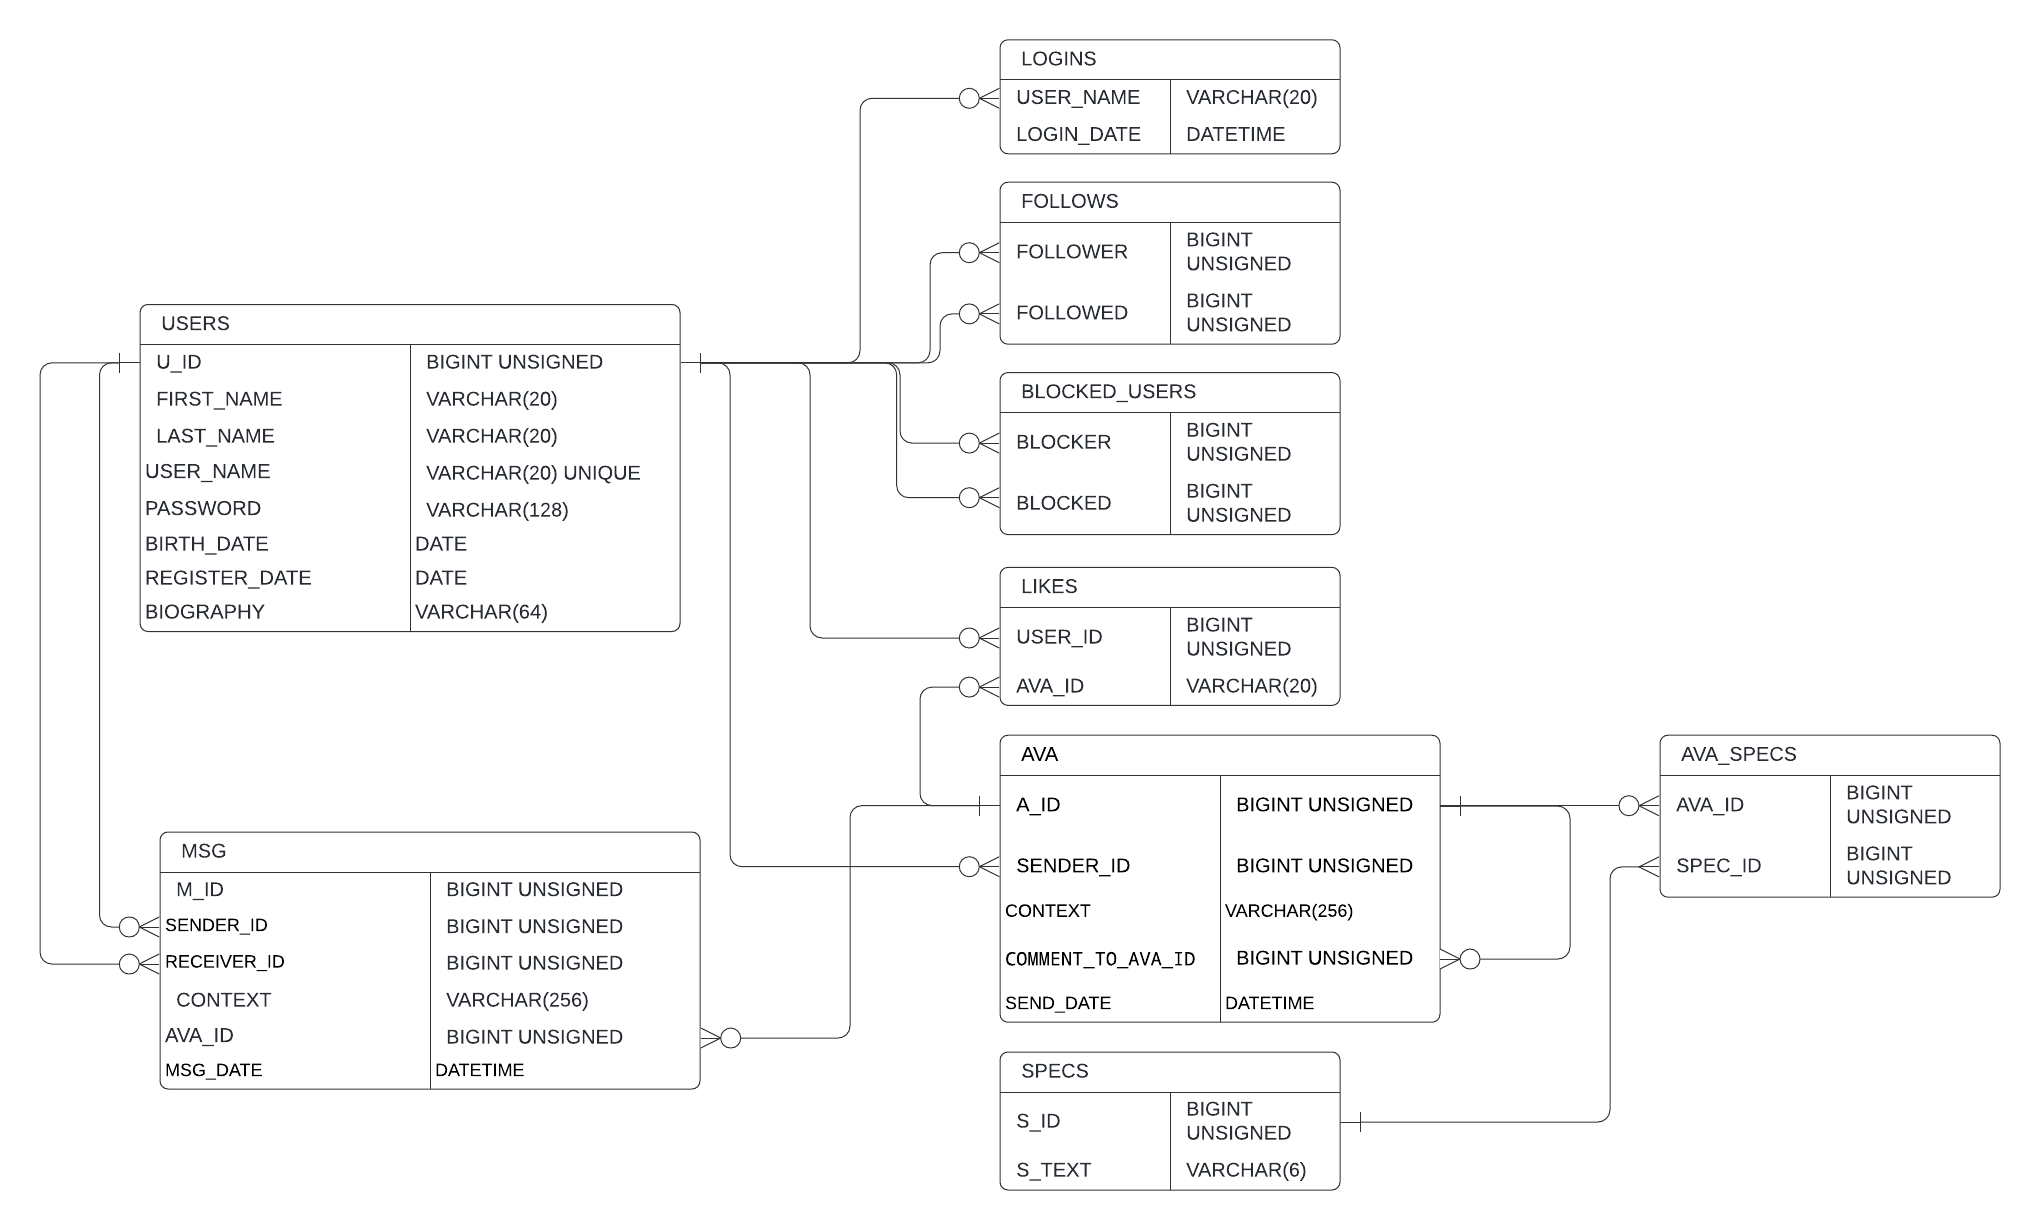 LOGINS
USER_NAME VARCHAR(20)
LOGIN_DATE DATETIME
FOLLOWS
FOLLOWER BIGINT
UNSIGNED
FOLLOWED BIGINT
UNSIGNED
USERS
U_ID BIGINT UNSIGNED
FIRST_NAME VARCHAR(20)
LAST_NAME VARCHAR(20)
USER_NAME VARCHAR(20) UNIQUE
PASSWORD VARCHAR(128)
BIRTH_DATE DATE
REGISTER_DATE DATE
BIOGRAPHY VARCHAR(64)
BLOCKED_USERS
BLOCKER BIGINT
UNSIGNED
BLOCKED BIGINT
UNSIGNED
LIKES
USER_ID BIGINT
UNSIGNED
AVA_ID VARCHAR(20)
AVA
A_ID BIGINT UNSIGNED
SENDER_ID BIGINT UNSIGNED
CONTEXT VARCHAR(256)
COMMENT_TO_AVA_ID BIGINT UNSIGNED
SEND_DATE DATETIME
AVA_SPECS
AVA_ID BIGINT
UNSIGNED
SPEC_ID BIGINT
UNSIGNED
MSG
M_ID BIGINT UNSIGNED
SENDER_ID BIGINT UNSIGNED
RECEIVER_ID BIGINT UNSIGNED
CONTEXT VARCHAR(256)
AVA_ID BIGINT UNSIGNED
MSG_DATE DATETIME
SPECS
S_ID BIGINT
UNSIGNED
S_TEXT VARCHAR(6)